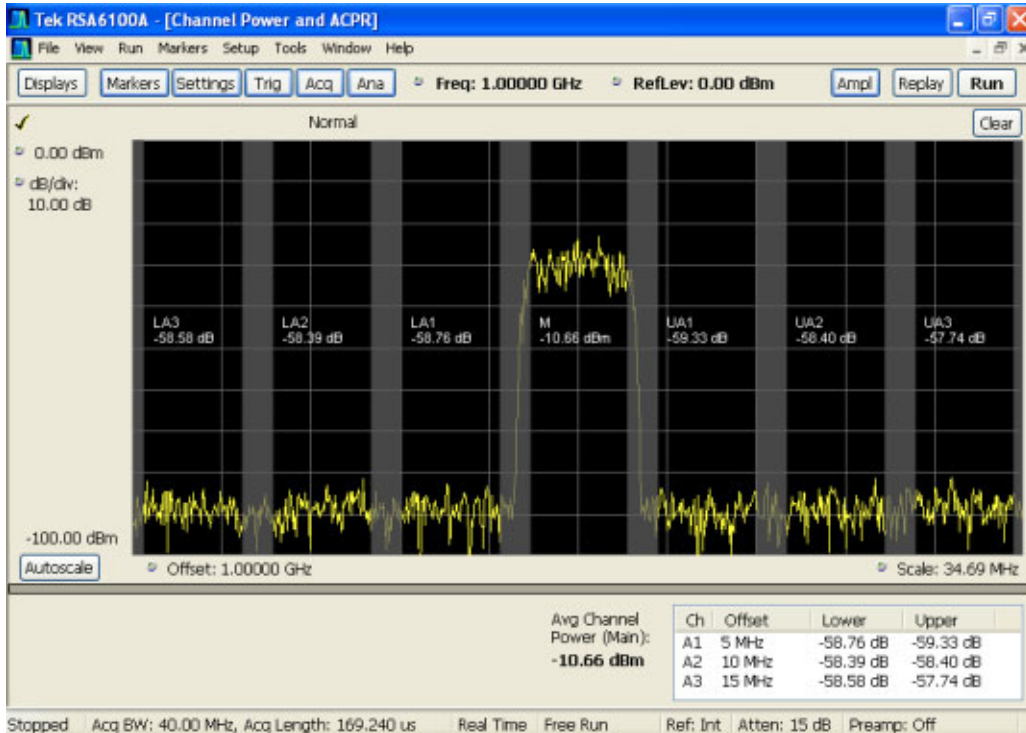 Tek RSA6100A - [Channel Power and ACPR]
File View Run Markers Setup Tools Window Help
Displays Markers Settings Trig Acq Ana Freq: 1.00000 GHz RefLev: 0.00 dBm Ampl Replay Run
Normal Clear
0.00 dBm
dB/div:
10.00 dB
LA3 LA2 LA1 M UA1 UA2 UA3
-58.58 dB -58.39 dB -58.76 dB -10.66 dBm -59.33 dB -58.40 dB -57.74 dB
-100.00 dBm
Autoscale Offset: 1.00000 GHz Scale: 34.69 MHz
Avg Channel
Power (Main):
-10.66 dBm
Ch Offset Lower Upper
A1 5 MHz -58.76 dB -59.33 dB
A2 10 MHz -58.39 dB -58.40 dB
A3 15 MHz -58.58 dB -57.74 dB
Stopped Acq BW: 40.00 MHz, Acq Length: 169.240 us Real Time Free Run Ref: Int Atten: 15 dB Preamp: Off